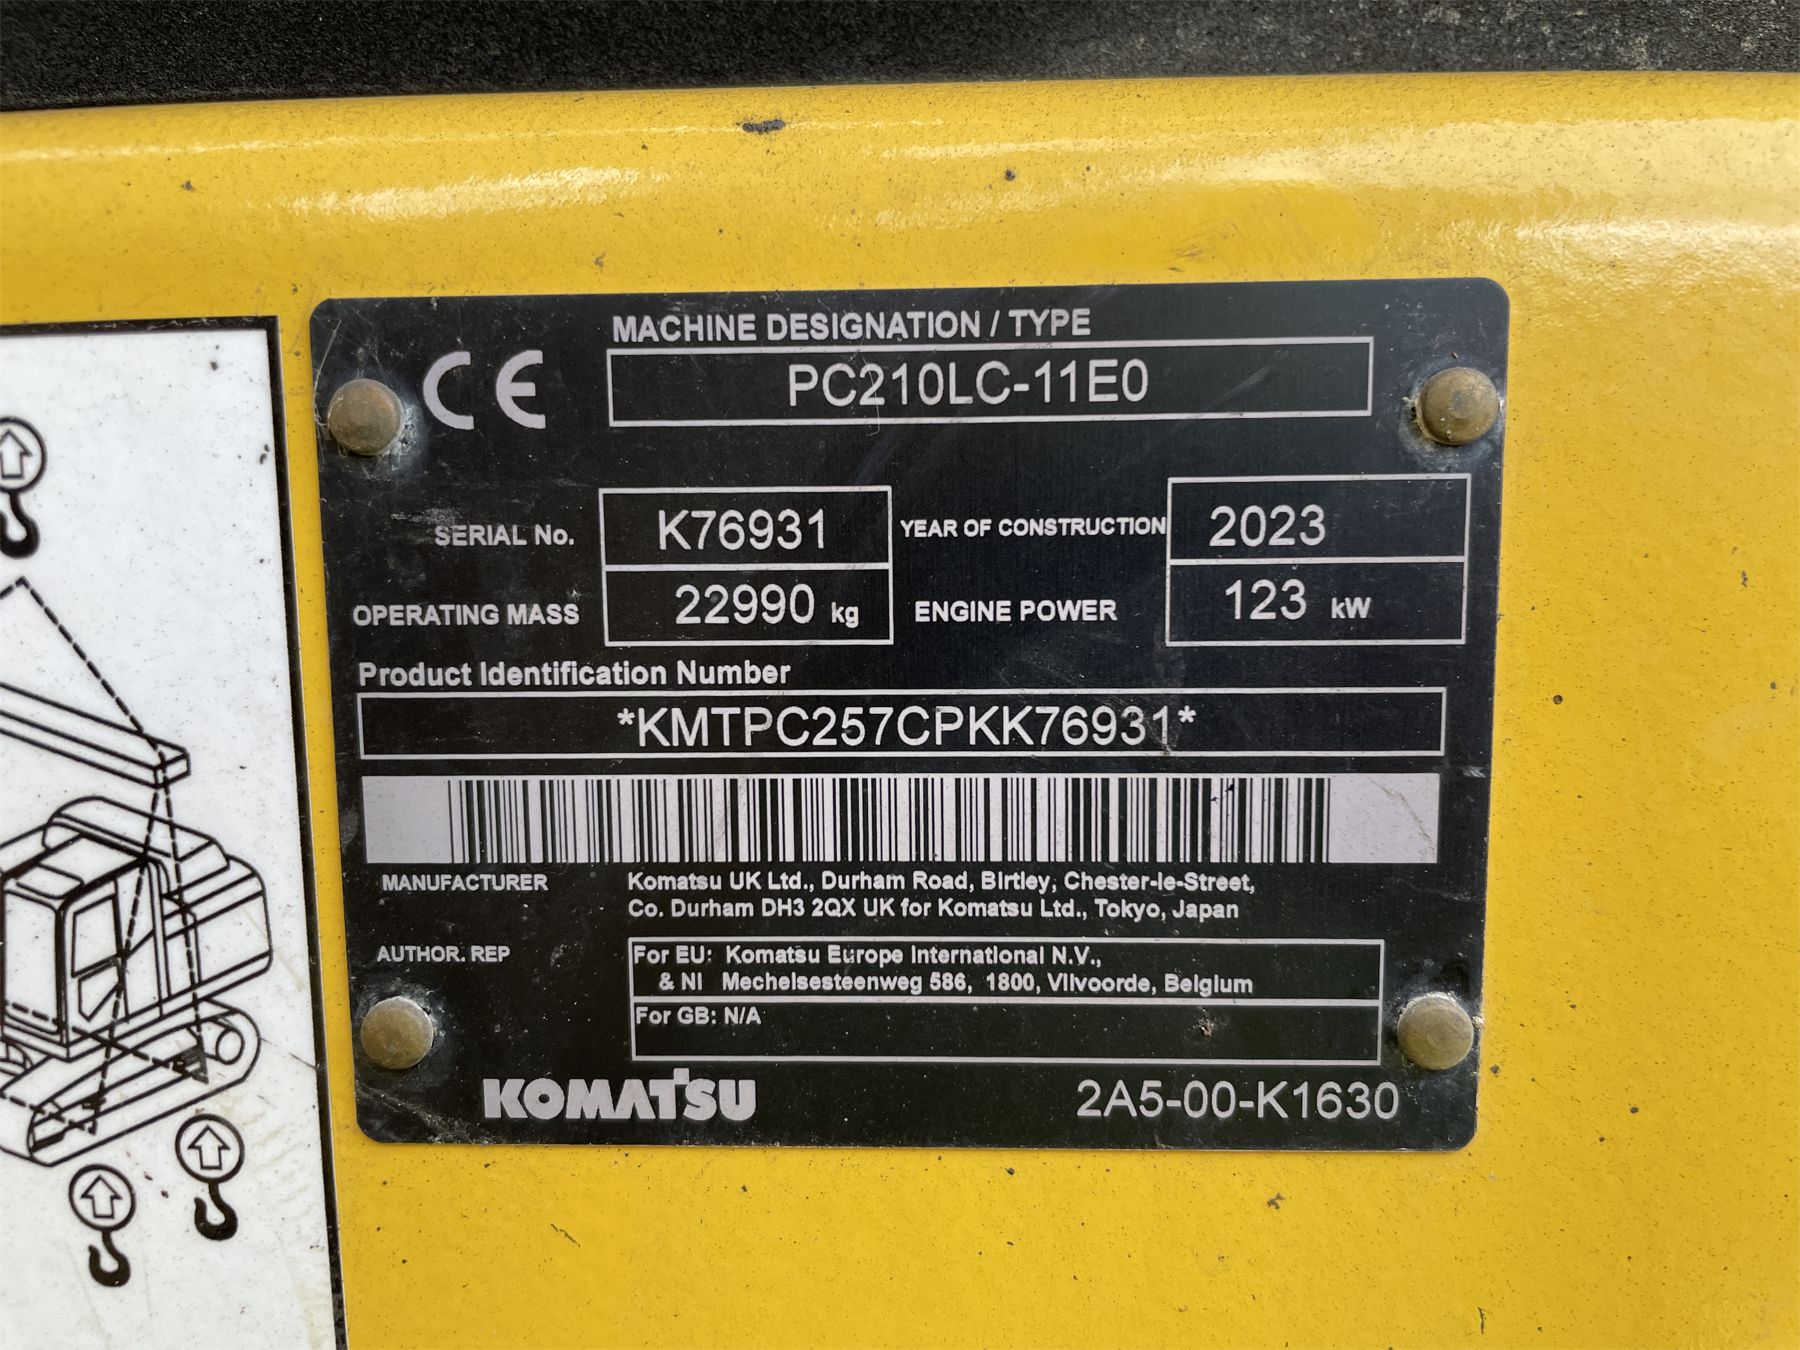 MACHINE DESIGNATION / TYPE
CE
PC210LC-11E0
SERIAL No.
K76931
YEAR OF CONSTRUCTION
2023
OPERATING MASS
22990 kg
ENGINE POWER
123 kW
Product Identification Number
*KMTPC257CPKK76931*
MANUFACTURER
Komatsu UK Ltd., Durham Road, Birtley, Chester-le-Street,
Co. Durham DH3 2QX UK for Komatsu Ltd., Tokyo, Japan
AUTHOR. REP
For EU: Komatsu Europe International N.V.,
& NI Mechelsesteenweg 586, 1800, Vilvoorde, Belgium
For GB: N/A
KOMATSU
2A5-00-K1630